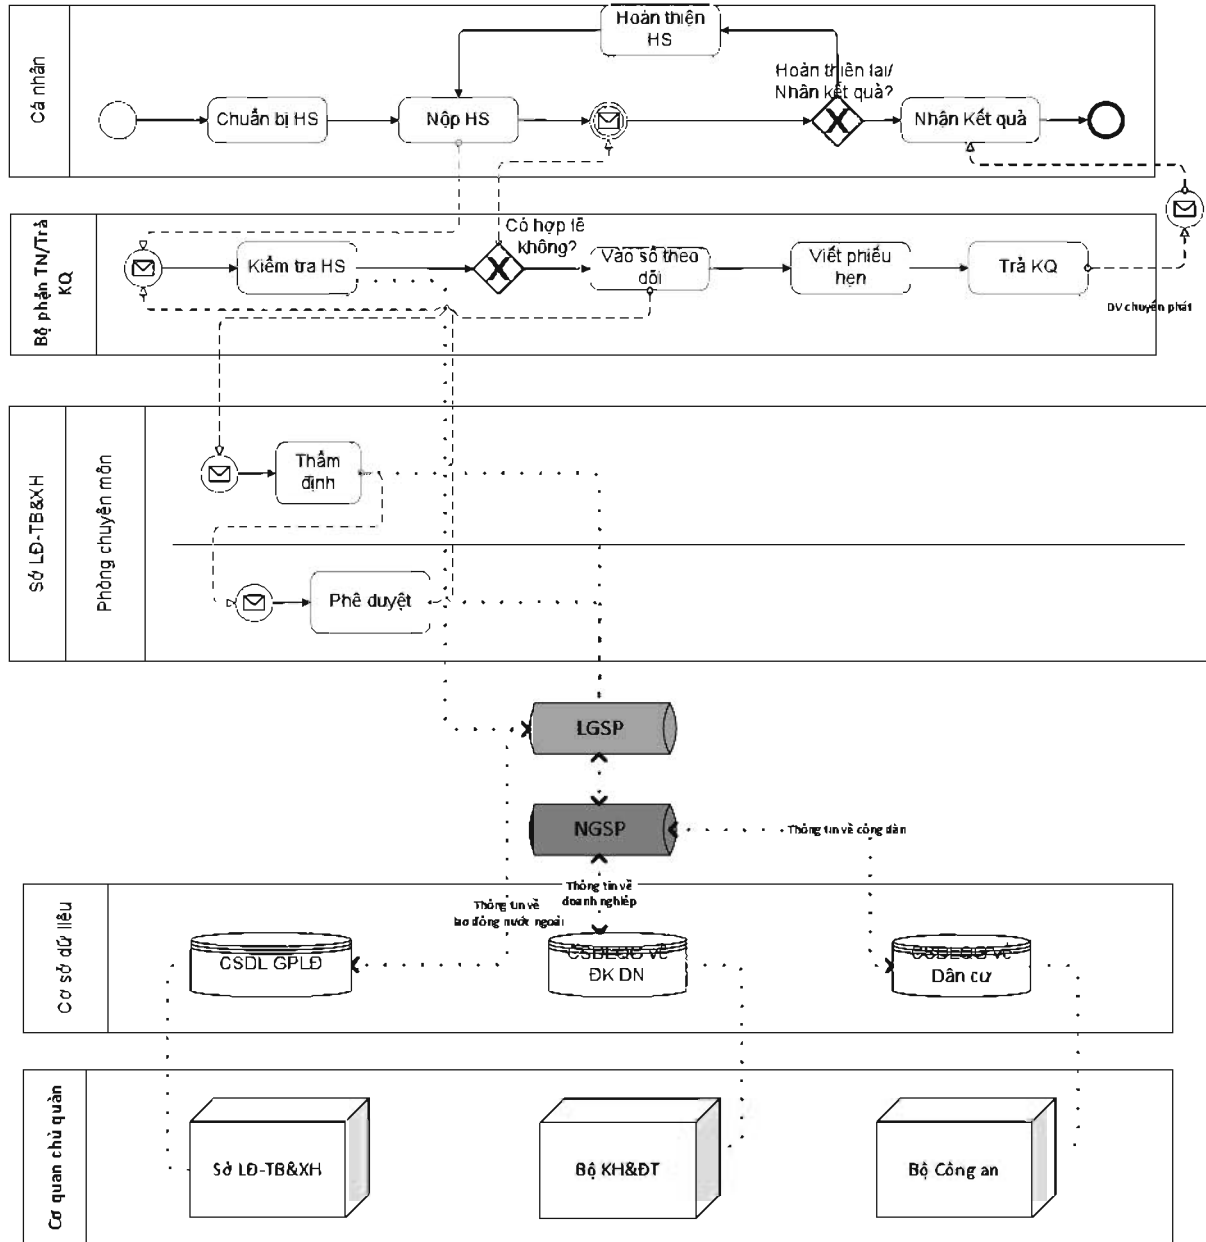 Cá nhân
Hoàn thiện
HS
Hoàn thiện lại/
Nhận kết quả?
Chuẩn bị HS
Nộp HS
Nhận Kết quả
Bộ phận TN/Trả
KQ
Có hợp lệ
không?
Kiểm tra HS
Vào sổ theo
dõi
Viết phiếu
hẹn
Trả KQ
DV chuyển phát
Sở LĐ-TB&XH
Phòng chuyên môn
Thẩm
định
Phê duyệt
LGSP
NGSP
Thông tin về công dân
Thông tin về
doanh nghiệp
Thông tin về
lao động nước ngoài
Cơ sở dữ liệu
CSDL GPLĐ
CSDLQG về
ĐK DN
CSDLQG về
Dân cư
Cơ quan chủ quản
Sở LĐ-TB&XH
Bộ KH&ĐT
Bộ Công an